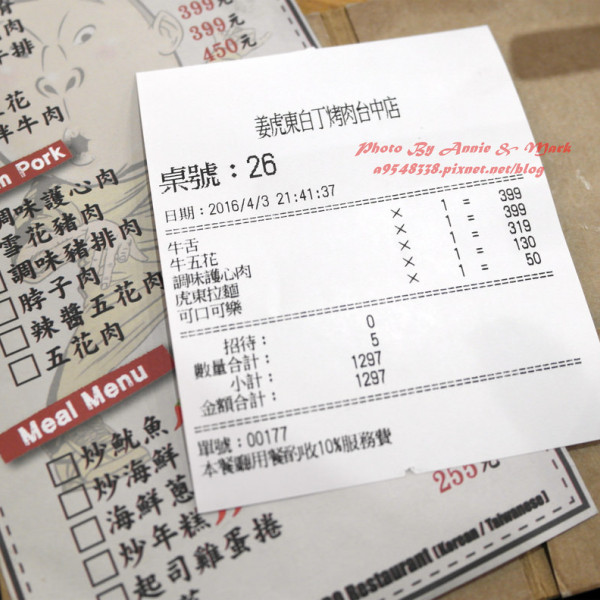 399元
399元
450元
牛排
五花
牛肉
n Pork
調味護心肉
雪花豬肉
調味豬排肉
脖子肉
辣醬五花肉
五花肉
Meal Menu
炒魷魚
炒海鮮
海鮮蔥
炒年糕
起司雞蛋捲
255元
Restaurant (Korean / Taiwanese)
姜虎東白丁烤肉台中店
Photo By Annie & Mark
a9548338.pixnet.net/blog
桌號：26
日期：2016/4/3 21:41:37
牛舌 × 1 = 399
牛五花 × 1 = 399
調味護心肉 × 1 = 319
虎東拉麵 × 1 = 130
可口可樂 × 1 = 50
招待： 0
數量合計： 5
小計： 1297
金額合計： 1297
單號：00177
本餐廳用餐酌收10%服務費